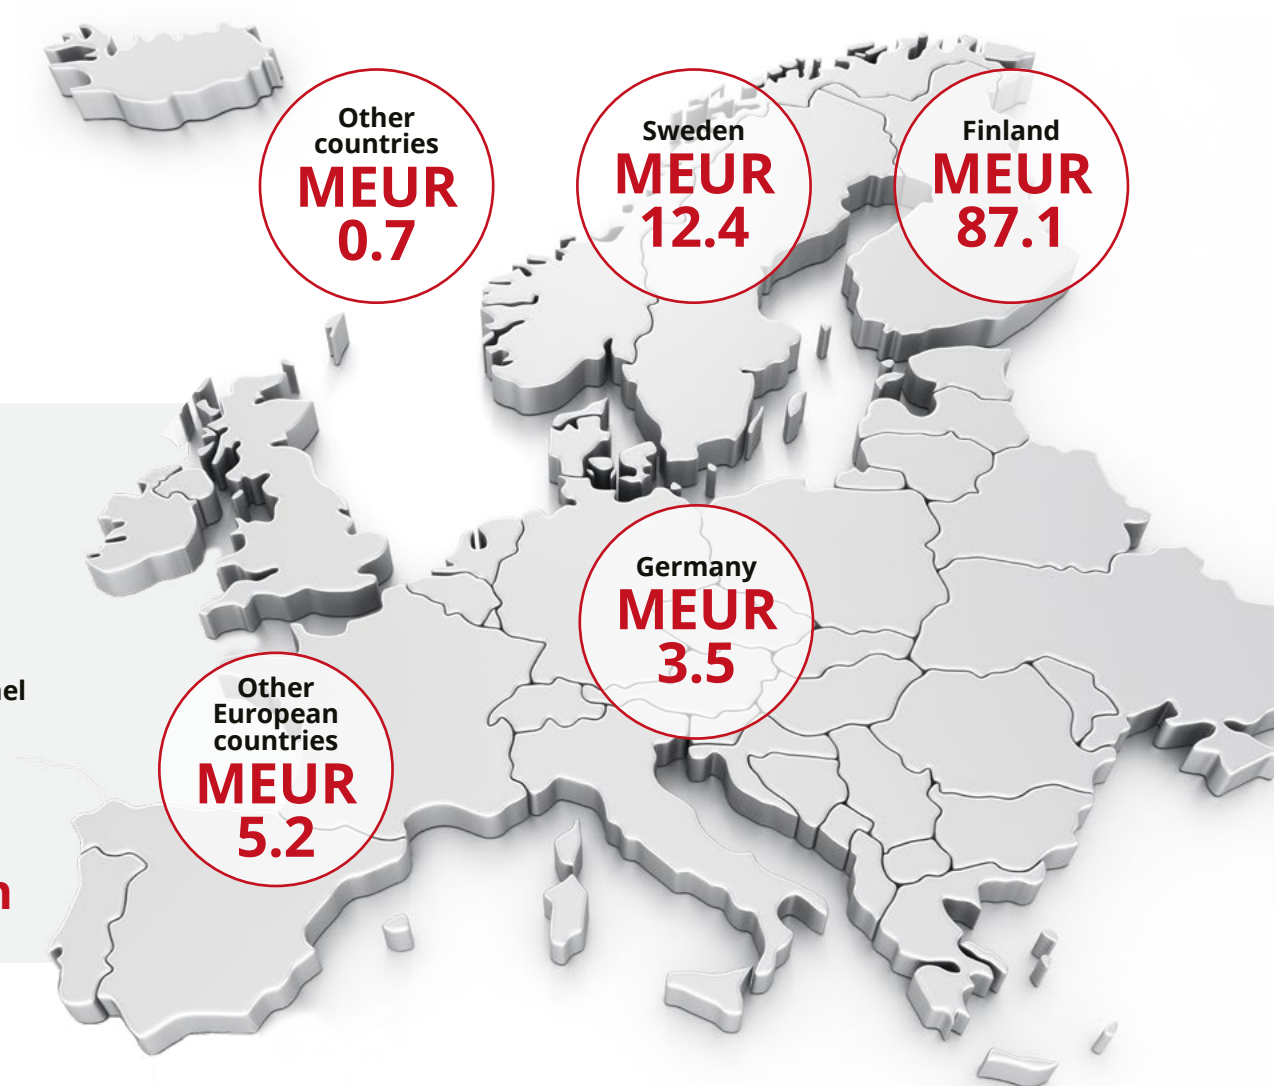 Other
countries
MEUR
0.7
Sweden
MEUR
12.4
Finland
MEUR
87.1
Germany
MEUR
3.5
Other
European
countries
MEUR
5.2